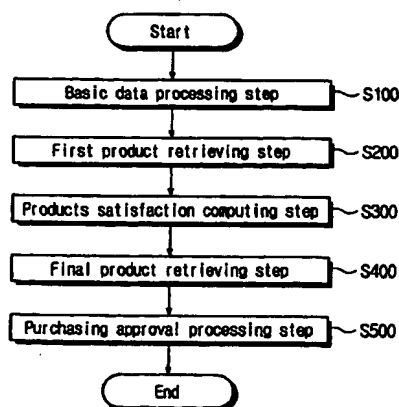 Start
Basic data processing step S100
First product retrieving step S200
Products satisfaction computing step S300
Final product retrieving step S400
Purchasing approval processing step S500
End